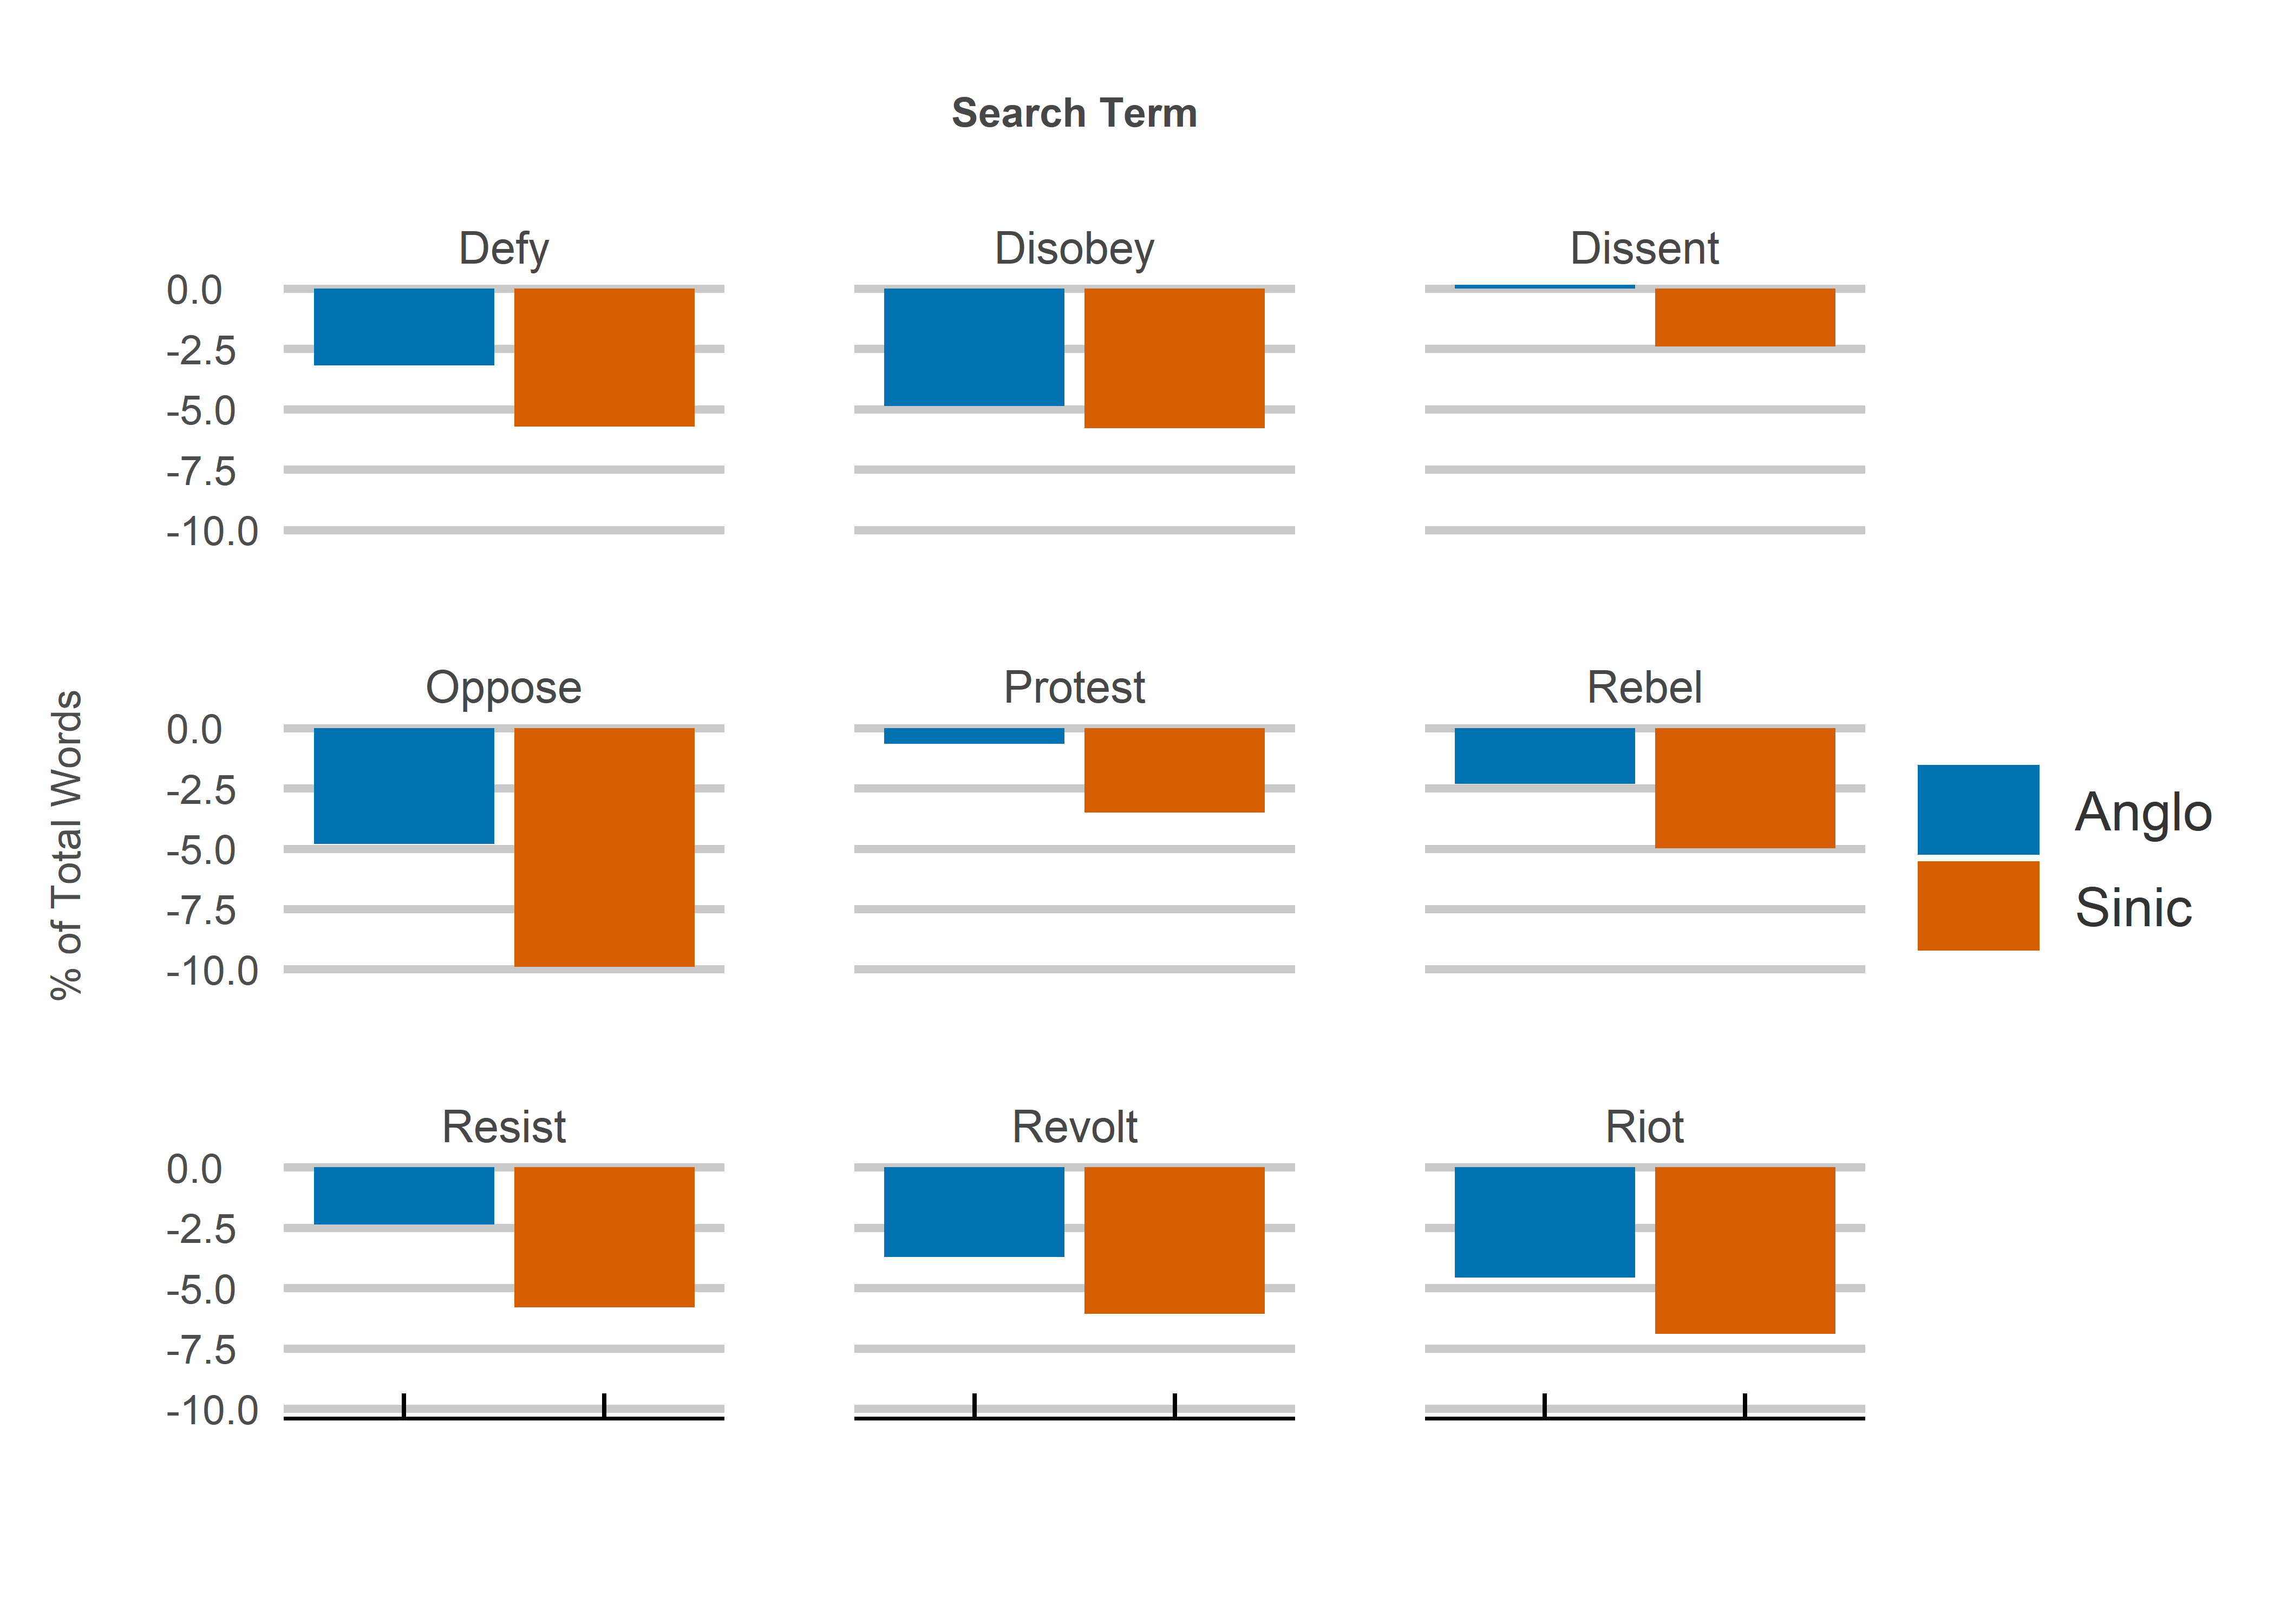 Search Term
Defy Disobey Dissent
0.0
-2.5
-5.0
-7.5
-10.0
Oppose Protest Rebel
0.0
-2.5
-5.0
-7.5
-10.0
% of Total Words
Anglo
Sinic
Resist Revolt Riot
0.0
-2.5
-5.0
-7.5
-10.0